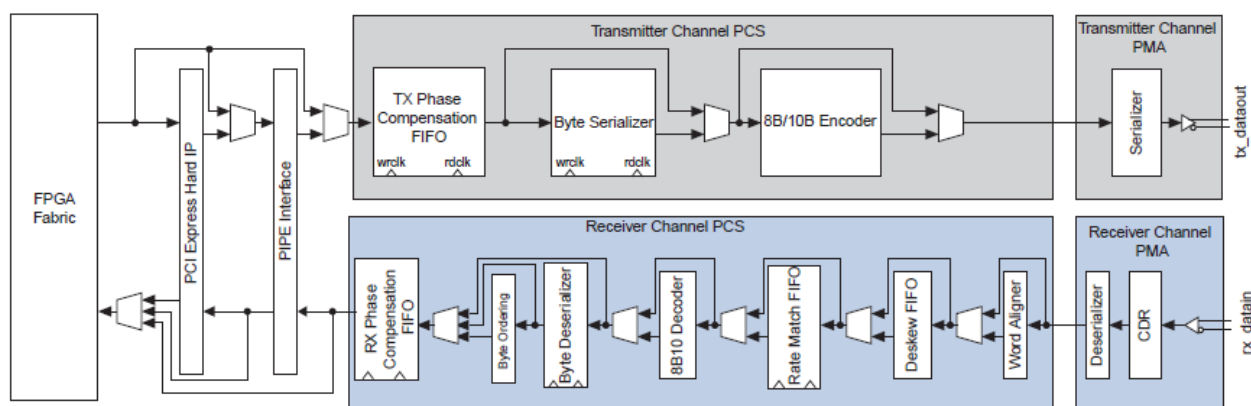 FPGA
Fabric
PCI Express Hard IP
PIPE Interface
Transmitter Channel PCS
TX Phase
Compensation
FIFO
wrclk
rdclk
Byte Serializer
wrclk
rdclk
8B/10B Encoder
Transmitter Channel
PMA
Serializer
tx_dataout
Receiver Channel PCS
RX Phase
Compensation
FIFO
Byte Ordering
Byte Deserializer
8B10 Decoder
Rate Match FIFO
Deskew FIFO
Word Aligner
Receiver Channel
PMA
Deserializer
CDR
rx_datain